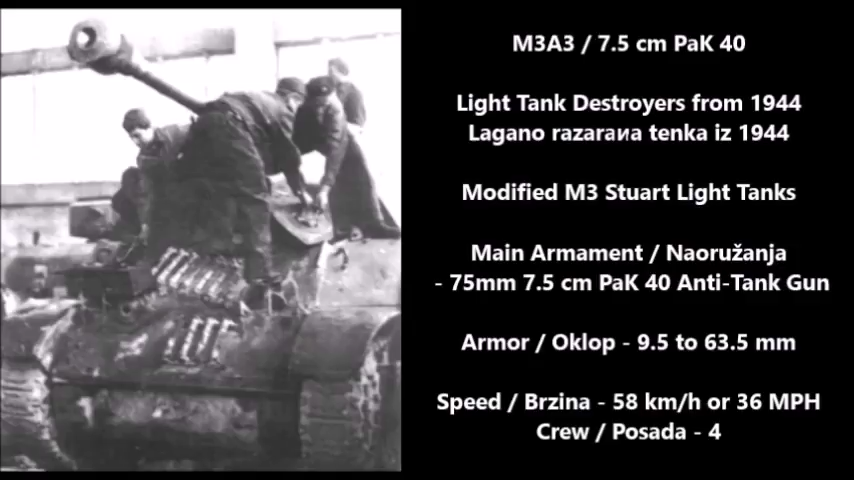 M3A3 / 7.5 cm PaK 40
Light Tank Destroyers from 1944
Lagano razaraиa tenka iz 1944
Modified M3 Stuart Light Tanks
Main Armament / Naoružanja
- 75mm 7.5 cm PaK 40 Anti-Tank Gun
Armor / Oklop - 9.5 to 63.5 mm
Speed / Brzina - 58 km/h or 36 MPH
Crew / Posada - 4